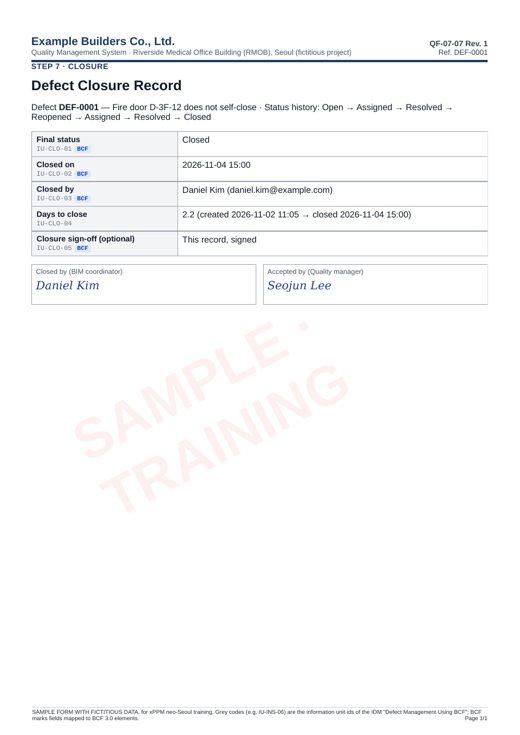 Example Builders Co., Ltd.
QF-07-07 Rev. 1
Quality Management System · Riverside Medical Office Building (RMOB), Seoul (fictitious project)
Ref. DEF-0001
STEP 7 · CLOSURE
Defect Closure Record
Defect DEF-0001 — Fire door D-3F-12 does not self-close · Status history: Open → Assigned → Resolved →
Reopened → Assigned → Resolved → Closed
Final status
IU-CLO-01 BCF
Closed
Closed on
IU-CLO-02 BCF
2026-11-04 15:00
Closed by
IU-CLO-03 BCF
Daniel Kim (daniel.kim@example.com)
Days to close
IU-CLO-04
2.2 (created 2026-11-02 11:05 → closed 2026-11-04 15:00)
Closure sign-off (optional)
IU-CLO-05 BCF
This record, signed
Closed by (BIM coordinator)
Daniel Kim
Accepted by (Quality manager)
Seojun Lee
SAMPLE ·
TRAINING
SAMPLE FORM WITH FICTITIOUS DATA, for xPPM neo-Seoul training. Grey codes (e.g. IU-INS-06) are the information unit ids of the IDM "Defect Management Using BCF"; BCF
marks fields mapped to BCF 3.0 elements.
Page 1/1